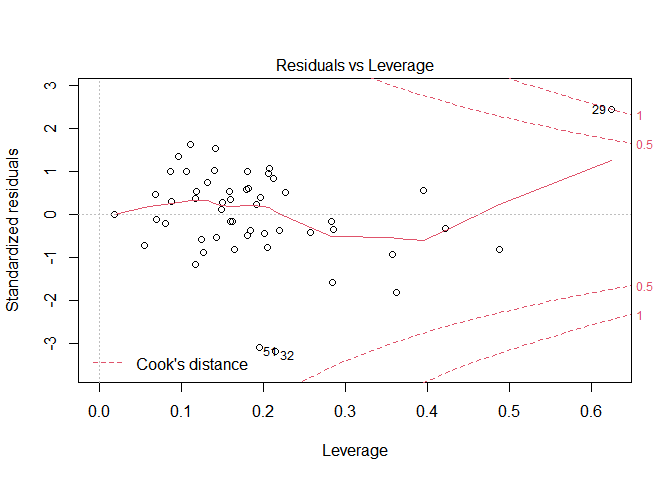 Residuals vs Leverage
Standardized residuals
3
2
1
0
-1
-2
-3
29
1
0.5
0.5
1
51
32
Cook's distance
0.0 0.1 0.2 0.3 0.4 0.5 0.6
Leverage